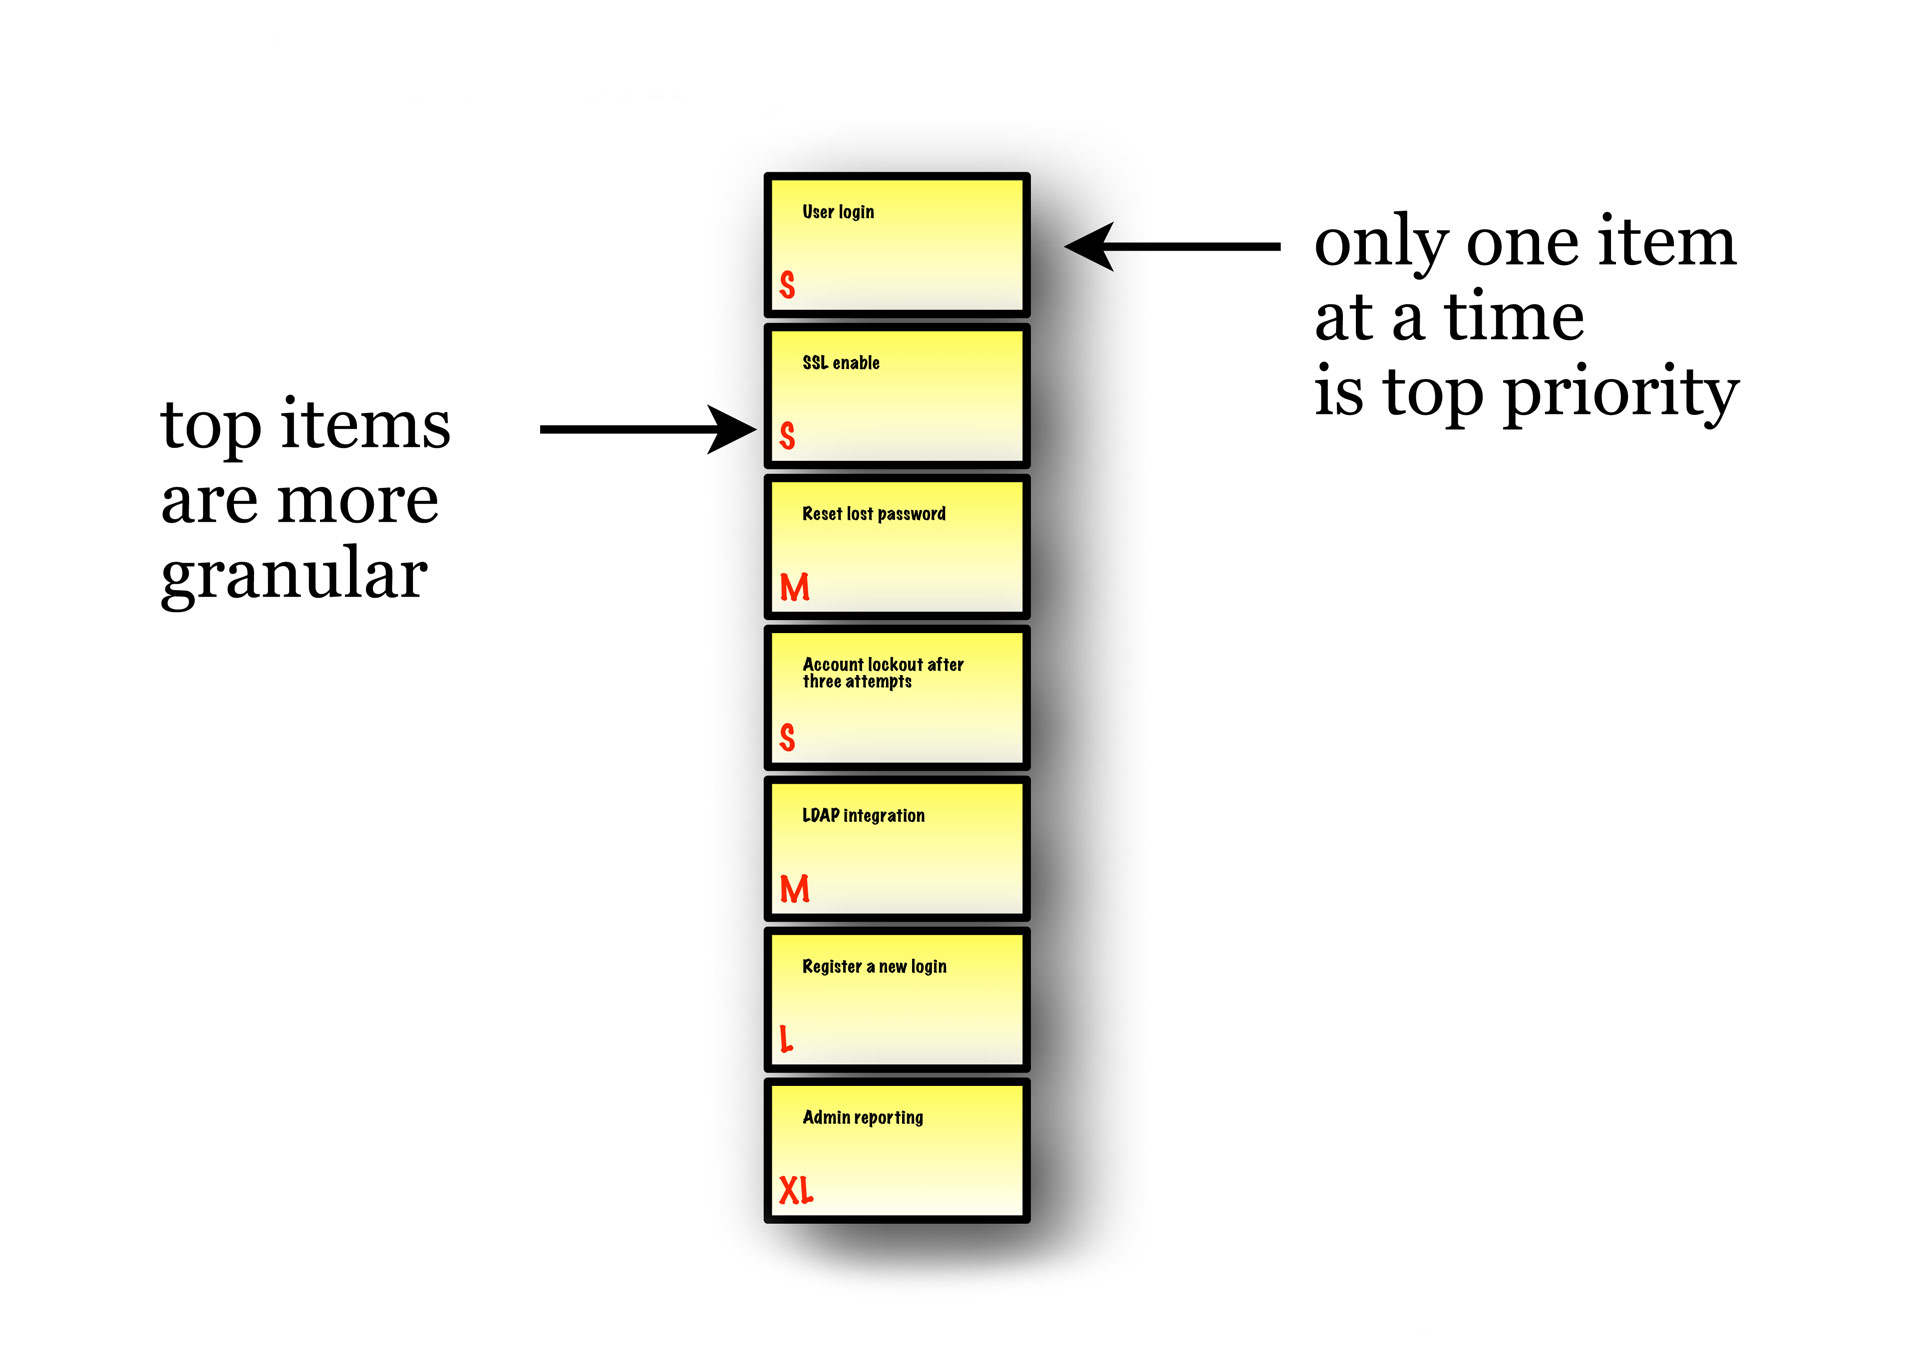 User login
S
only one item
at a time
is top priority
SSL enable
S
top items
are more
granular
Reset lost password
M
Account lockout after
three attempts
S
LDAP integration
M
Register a new login
L
Admin reporting
XL